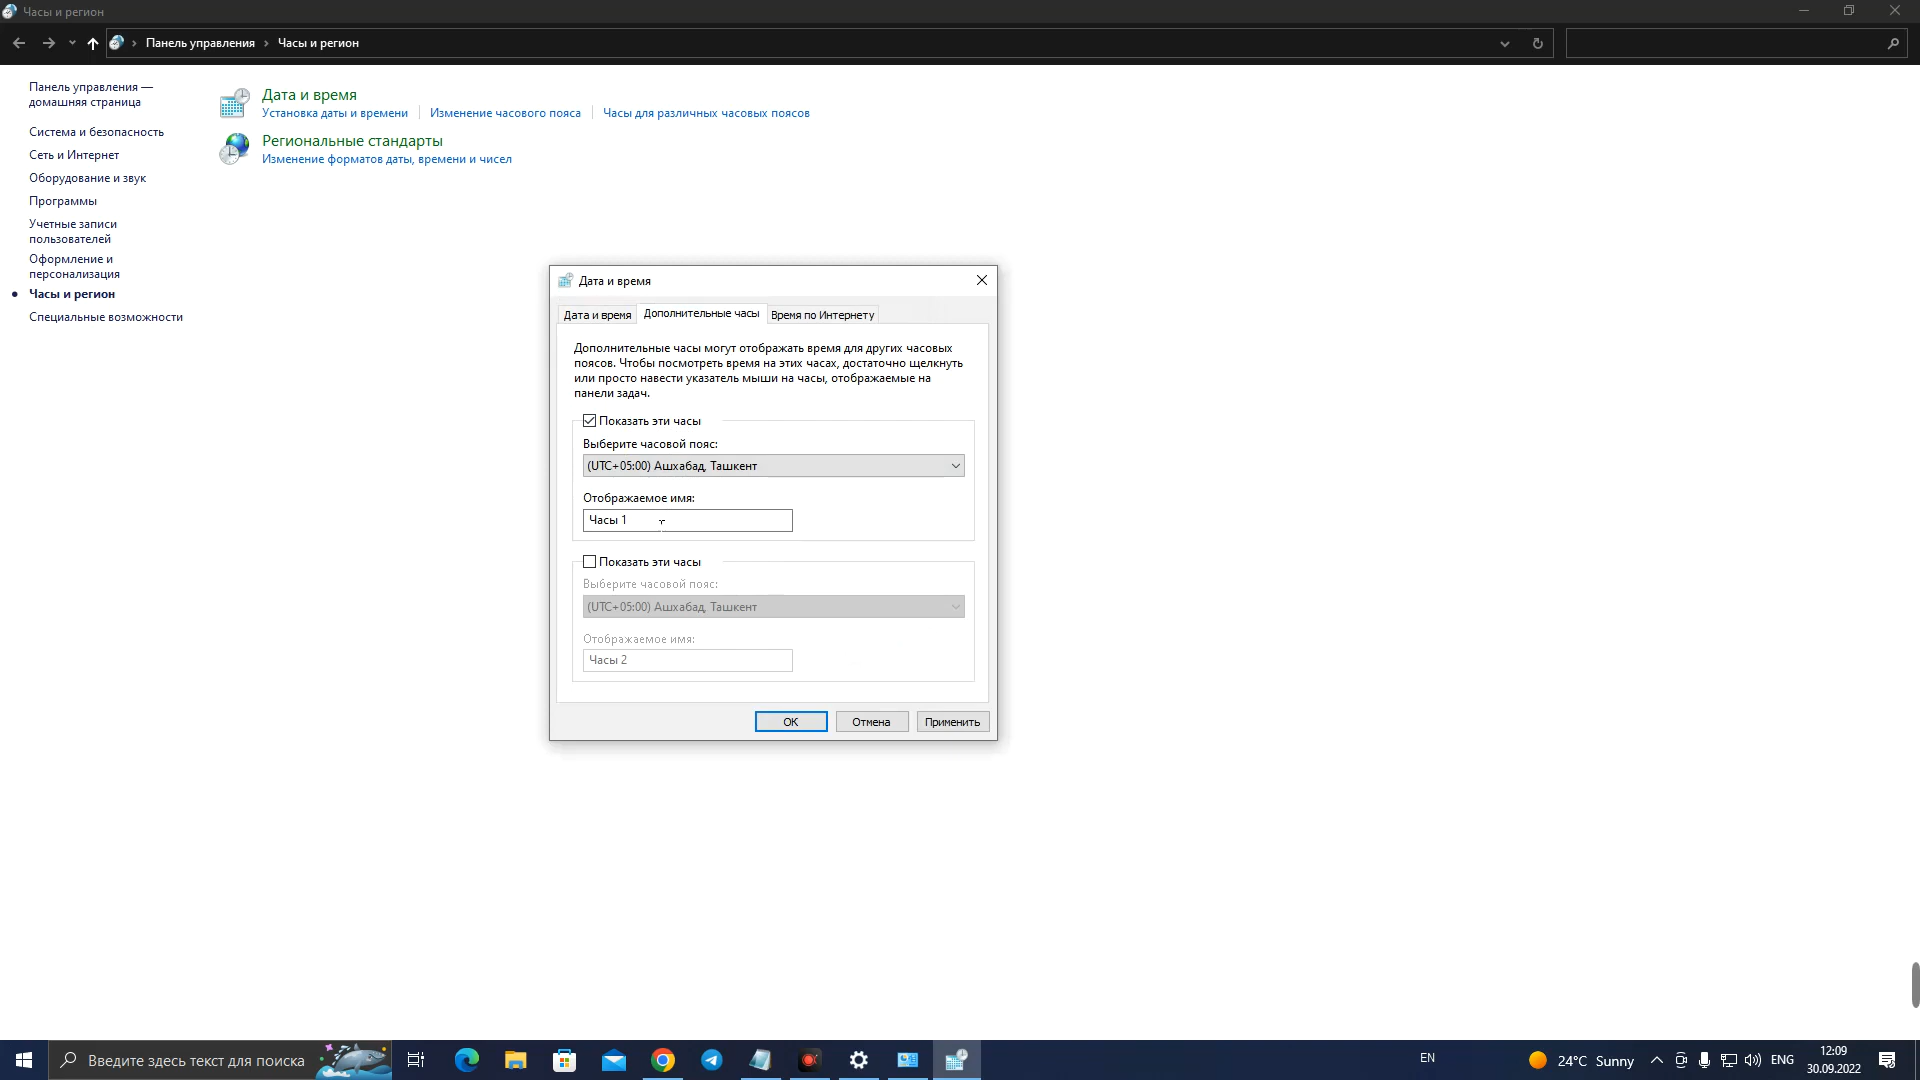 Часы и регион
Панель управления › Часы и регион
Панель управления —
домашняя страница
Система и безопасность
Сеть и Интернет
Оборудование и звук
Программы
Учетные записи
пользователей
Оформление и
персонализация
Часы и регион
Специальные возможности
Дата и время
Установка даты и времени
Изменение часового пояса
Часы для различных часовых поясов
Региональные стандарты
Изменение форматов даты, времени и чисел
Дата и время
Дата и время
Дополнительные часы
Время по Интернету
Дополнительные часы могут отображать время для других часовых
поясов. Чтобы посмотреть время на этих часах, достаточно щелкнуть
или просто навести указатель мыши на часы, отображаемые на
панели задач.
Показать эти часы
Выберите часовой пояс:
(UTC+05:00) Ашхабад, Ташкент
Отображаемое имя:
Часы 1
Показать эти часы
Выберите часовой пояс:
(UTC+05:00) Ашхабад, Ташкент
Отображаемое имя:
Часы 2
ОК
Отмена
Применить
Введите здесь текст для поиска
EN
24°C Sunny
ENG
12:09
30.09.2022